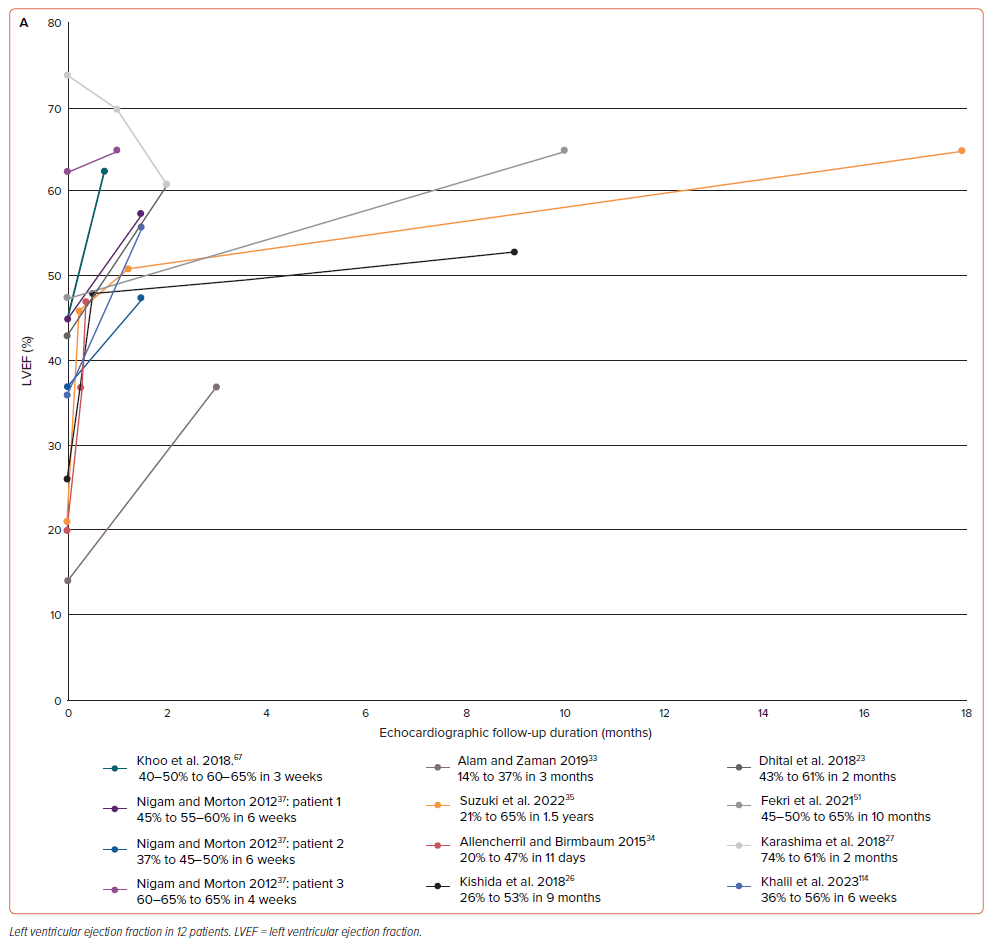 A
80
70
60
50
40
30
20
10
0
LVEF (%)
0 2 4 6 8 10 12 14 16 18
Echocardiographic follow-up duration (months)
Khoo et al. 2018.⁶⁷
40–50% to 60–65% in 3 weeks
Nigam and Morton 2012³⁷: patient 1
45% to 55–60% in 6 weeks
Nigam and Morton 2012³⁷: patient 2
37% to 45–50% in 6 weeks
Nigam and Morton 2012³⁷: patient 3
60–65% to 65% in 4 weeks
Alam and Zaman 2019³³
14% to 37% in 3 months
Suzuki et al. 2022³⁵
21% to 65% in 1.5 years
Allencherril and Birmbaum 2015³⁴
20% to 47% in 11 days
Kishida et al. 2018²⁶
26% to 53% in 9 months
Dhital et al. 2018²³
43% to 61% in 2 months
Fekri et al. 2021⁵¹
45–50% to 65% in 10 months
Karashima et al. 2018²⁷
74% to 61% in 2 months
Khalil et al. 2023¹¹⁴
36% to 56% in 6 weeks
Left ventricular ejection fraction in 12 patients. LVEF = left ventricular ejection fraction.